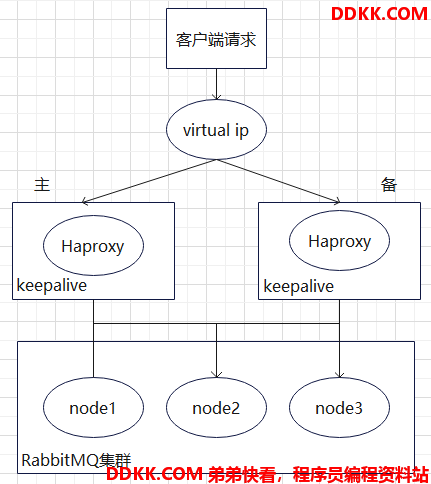 DDKK.COM
客户端请求
virtual ip
主
备
Haproxy
keepalive
Haproxy
keepalive
node1
node2
node3
RabbitMQ集群
DDKK.COM 弟弟快看，程序员编程资料站